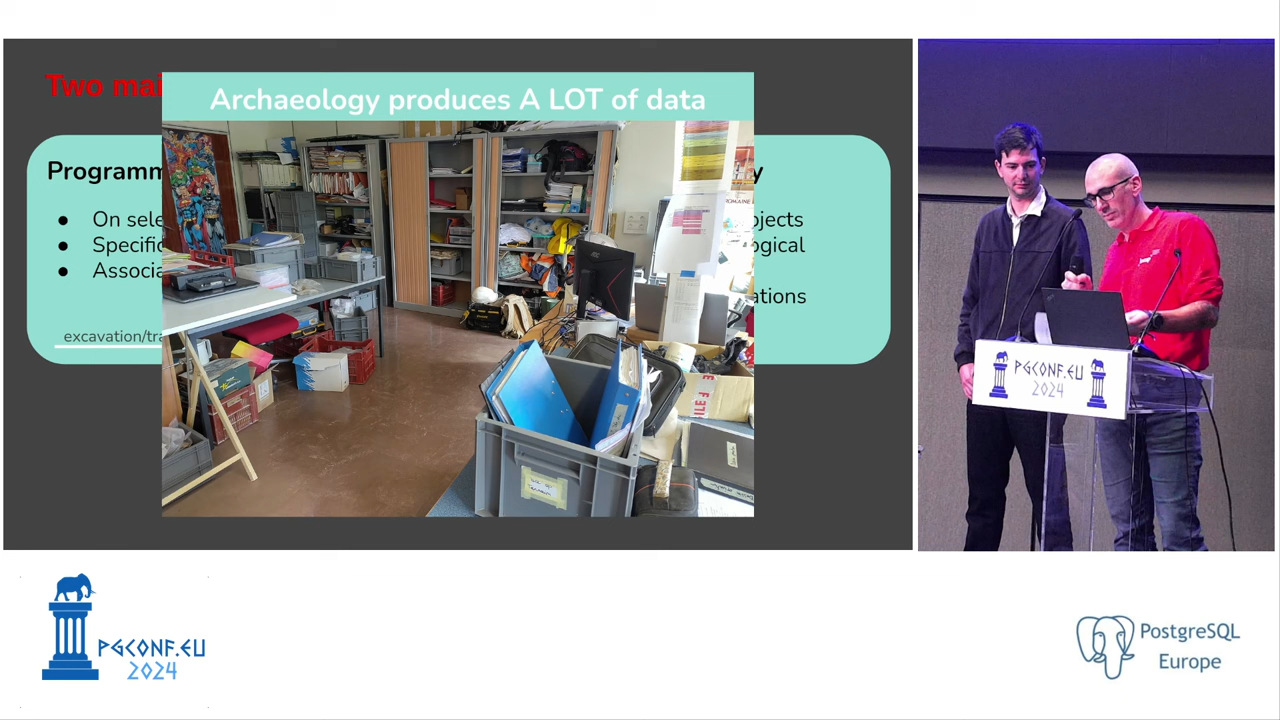 Two mai
Archaeology produces A LOT of data
Programm
y
● On sele
● Specific
● Associa
ojects
ogical
ations
excavation/tra
PGCONF.EU
2024
PGCONF.EU
2024
PostgreSQL
Europe